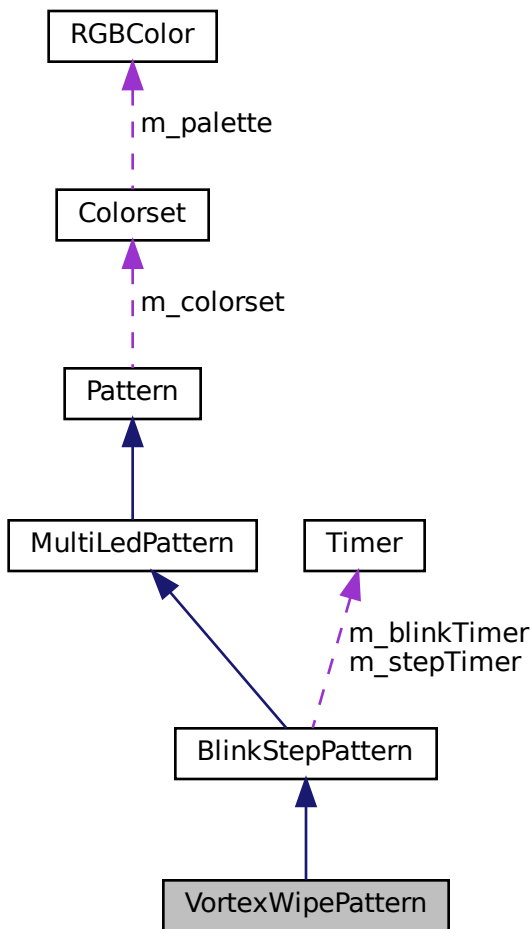 RGBColor
m_palette
Colorset
m_colorset
Pattern
MultiLedPattern
Timer
m_blinkTimer
m_stepTimer
BlinkStepPattern
VortexWipePattern